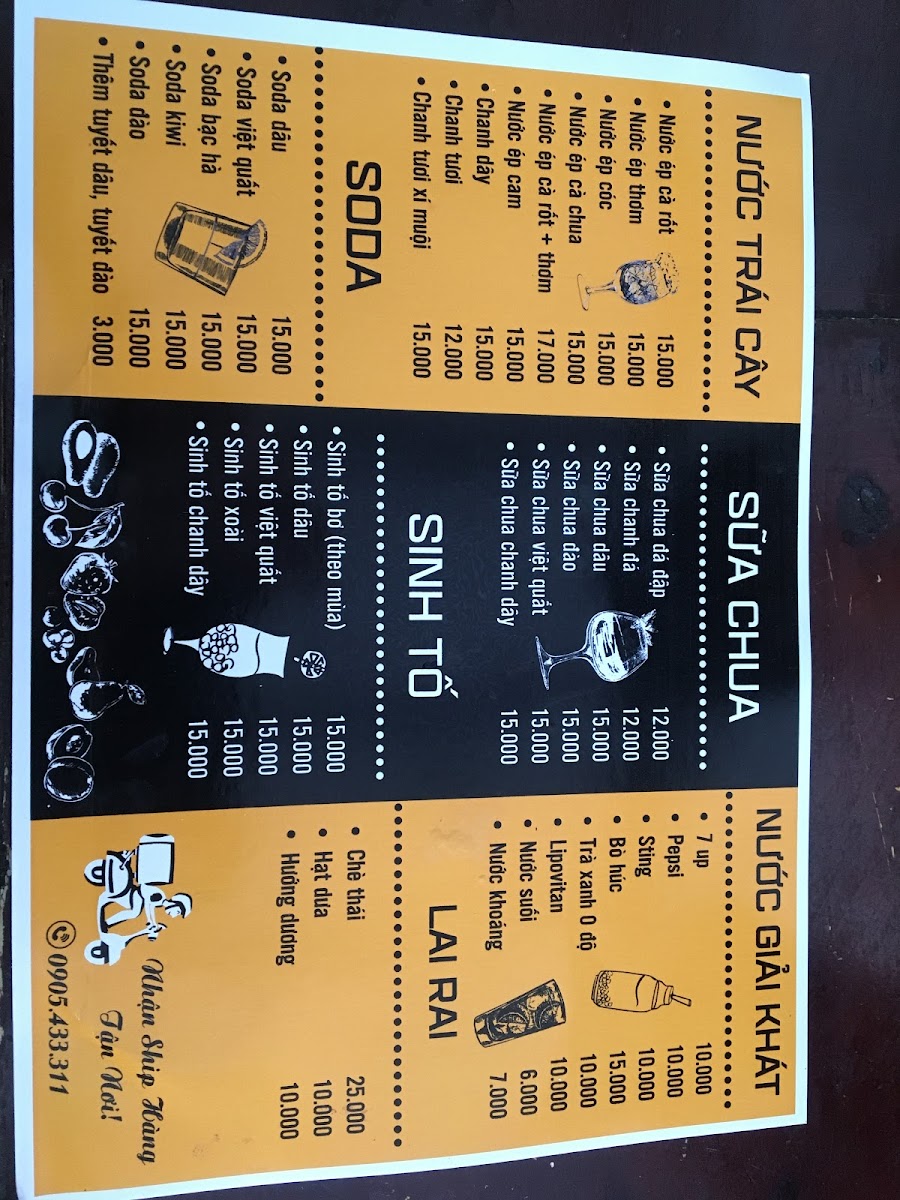 NƯỚC TRÁI CÂY
• Nước ép cà rốt 15.000
• Nước ép thơm 15.000
• Nước ép cóc 15.000
• Nước ép cà chua 15.000
• Nước ép cà rốt + thơm 17.000
• Nước ép cam 15.000
• Chanh dây 15.000
• Chanh tươi 12.000
• Chanh tươi xí muội 15.000
SODA
• Soda dâu 15.000
• Soda việt quất 15.000
• Soda bạc hà 15.000
• Soda kiwi 15.000
• Soda đào 15.000
• Thêm tuyết dâu, tuyết đào 3.000
SỮA CHUA
• Sữa chua đá đập 12.000
• Sữa chanh đá 12.000
• Sữa chua dâu 15.000
• Sữa chua đào 15.000
• Sữa chua việt quất 15.000
• Sữa chua chanh dây 15.000
SINH TỐ
• Sinh tố bơ (theo mùa) 15.000
• Sinh tố dâu 15.000
• Sinh tố việt quất 15.000
• Sinh tố xoài 15.000
• Sinh tố chanh dây 15.000
NƯỚC GIẢI KHÁT
• 7 up 10.000
• Pepsi 10.000
• Sting 10.000
• Bò húc 15.000
• Trà xanh 0 độ 10.000
• Lipovitan 10.000
• Nước suối 6.000
• Nước khoáng 7.000
LAI RAI
• Chè thái 25.000
• Hạt dưa 10.000
• Hướng dương 10.000
Nhận Ship Hàng
Tận Nơi!
0905.433.311